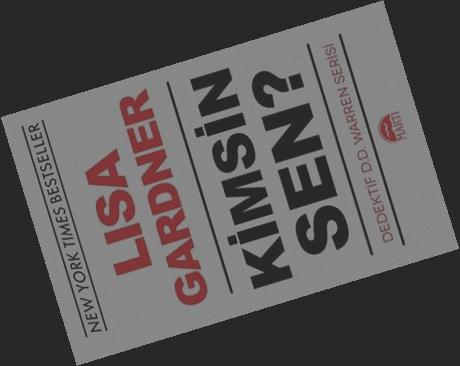 NEW YORK TIMES BESTSELLER
LISA
GARDNER
KİMSİN
SEN?
DEDEKTİF D.D. WARREN SERİSİ
MARTI